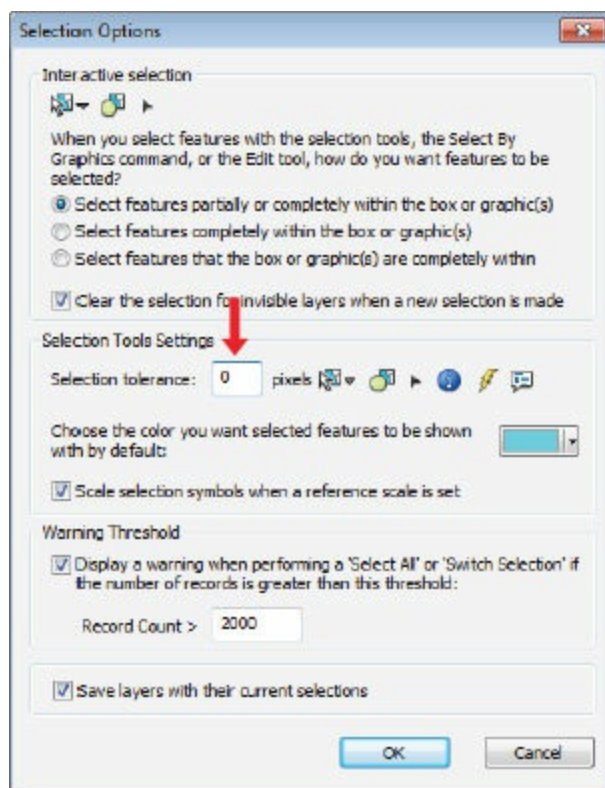 Selection Options
Interactive selection
When you select features with the selection tools, the Select By
Graphics command, or the Edit tool, how do you want features to be
selected?
Select features partially or completely within the box or graphic(s)
Select features completely within the box or graphic(s)
Select features that the box or graphic(s) are completely within
Clear the selection for invisible layers when a new selection is made
Selection Tools Settings
Selection tolerance: 0 pixels
Choose the color you want selected features to be shown
with by default:
Scale selection symbols when a reference scale is set
Warning Threshold
Display a warning when performing a 'Select All' or 'Switch Selection' if
the number of records is greater than this threshold:
Record Count > 2000
Save layers with their current selections
OK Cancel